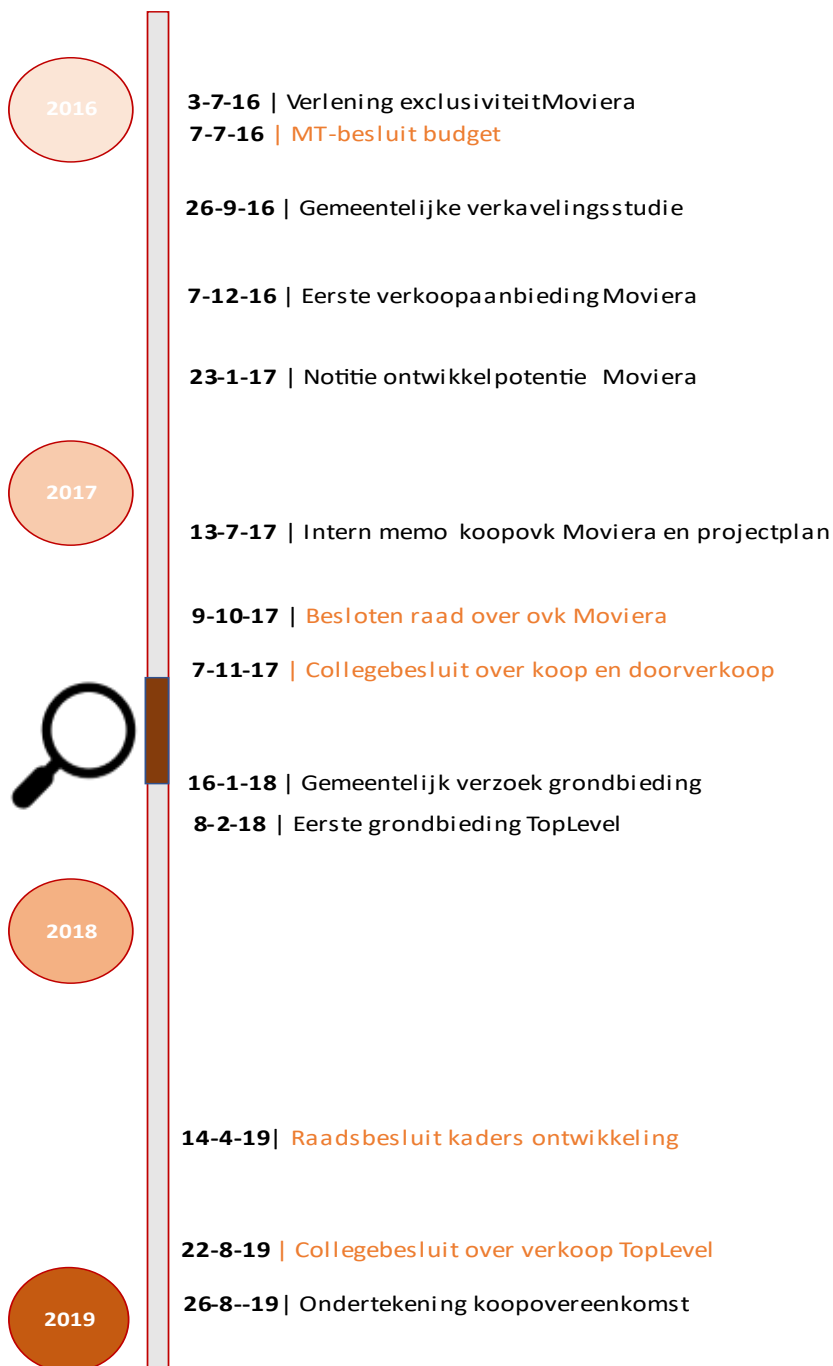 2016
3-7-16 | Verlening exclusiviteit Moviera
7-7-16 | MT-besluit budget
26-9-16 | Gemeentelijke verkavelingsstudie
7-12-16 | Eerste verkoopaanbieding Moviera
23-1-17 | Notitie ontwikkelpotentie Moviera
2017
13-7-17 | Intern memo koopovk Moviera en projectplan
9-10-17 | Besloten raad over ovk Moviera
7-11-17 | Collegebesluit over koop en doorverkoop
16-1-18 | Gemeentelijk verzoek grondbieding
8-2-18 | Eerste grondbieding TopLevel
2018
14-4-19| Raadsbesluit kaders ontwikkeling
22-8-19 | Collegebesluit over verkoop TopLevel
26-8--19| Ondertekening koopovereenkomst
2019